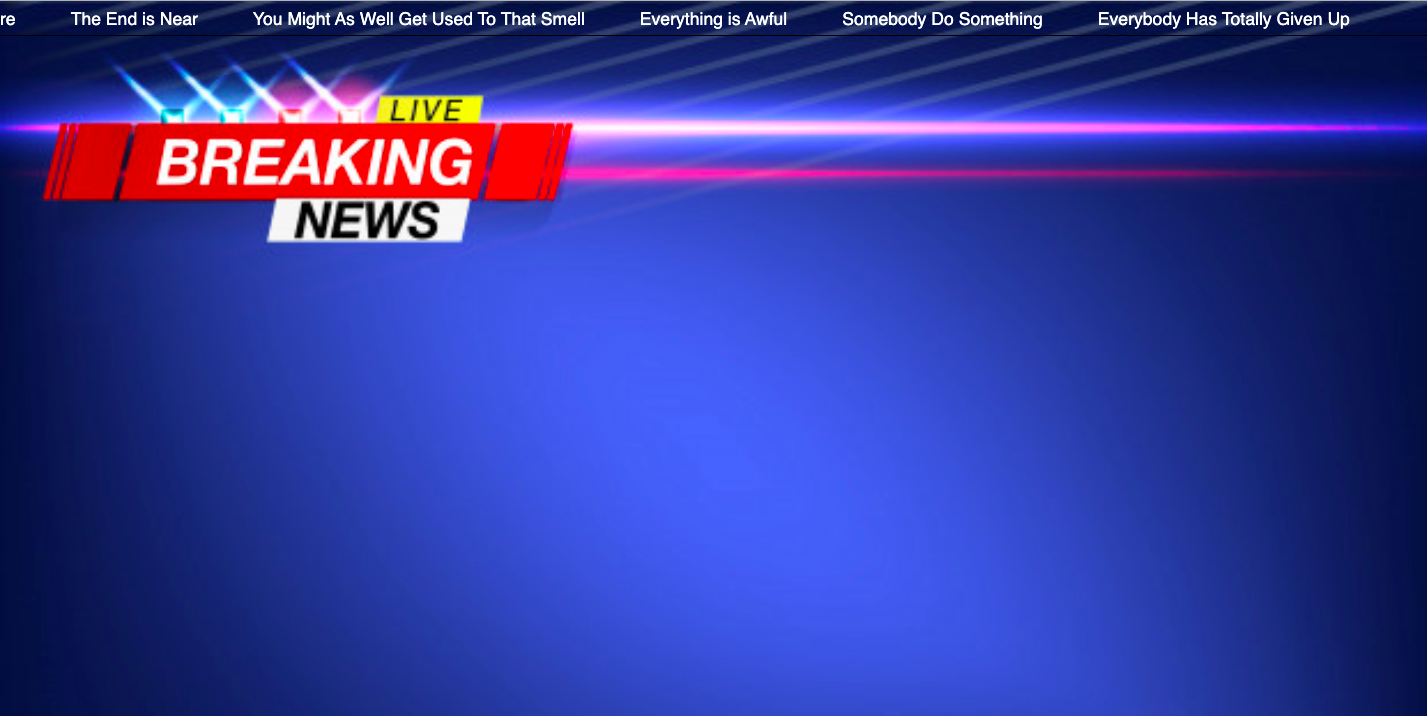 re The End is Near You Might As Well Get Used To That Smell Everything is Awful Somebody Do Something Everybody Has Totally Given Up
LIVE
BREAKING
NEWS